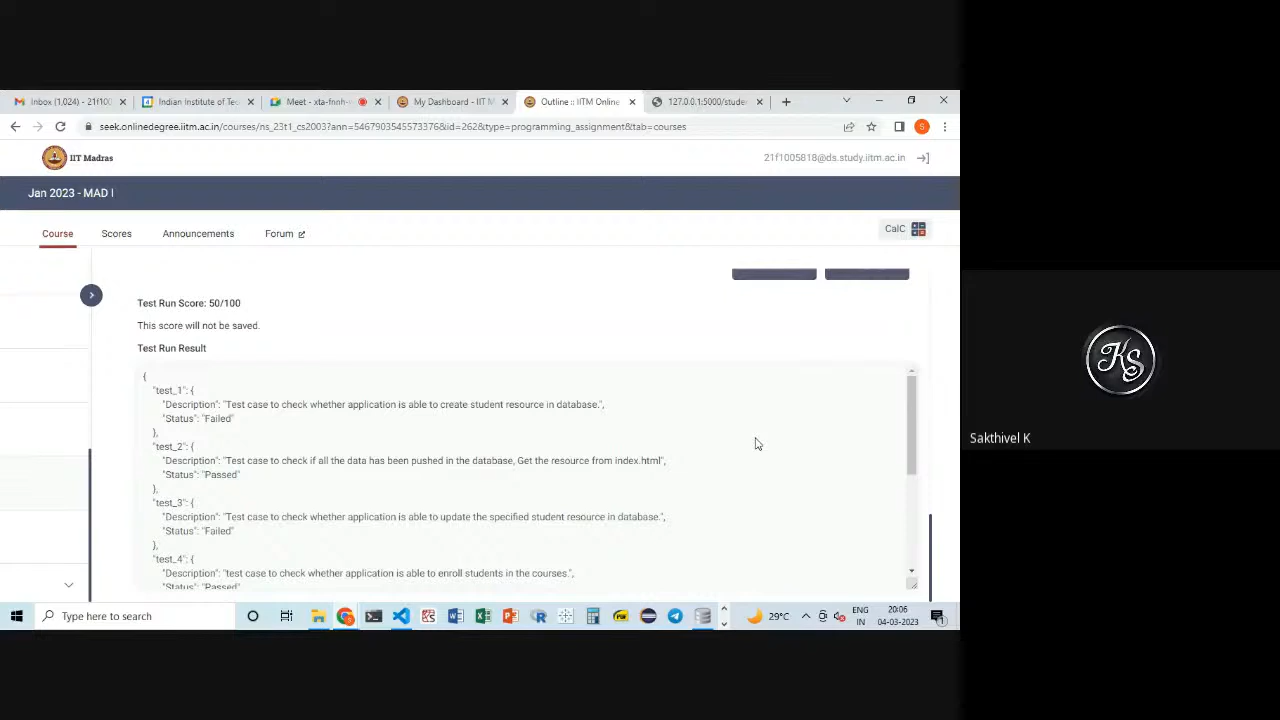 Inbox (1,024) - 21f10
Indian Institute of Tec
Meet - xta-fnnh-
My Dashboard - IIT M
Outline :: IITM Online
127.0.0.1:5000/stude
seek.onlinedegree.iitm.ac.in/courses/ns_23t1_cs2003?ann=5467903545573376&id=262&type=programming_assignment&tab=courses
S
IIT Madras
21f1005818@ds.study.iitm.ac.in
Jan 2023 - MAD I
Course Scores Announcements Forum
CalC
Test Run Score: 50/100
This score will not be saved.
Test Run Result
{
"test_1": {
"Description": "Test case to check whether application is able to create student resource in database.",
"Status": "Failed"
},
"test_2": {
"Description": "Test case to check if all the data has been pushed in the database, Get the resource from index.html",
"Status": "Passed"
},
"test_3": {
"Description": "Test case to check whether application is able to update the specified student resource in database.",
"Status": "Failed"
},
"test_4": {
"Description": "test case to check whether application is able to enroll students in the courses.",
"Status": "Passed"
KS
Sakthivel K
Type here to search
29°C
ENG
IN
20:06
04-03-2023
1